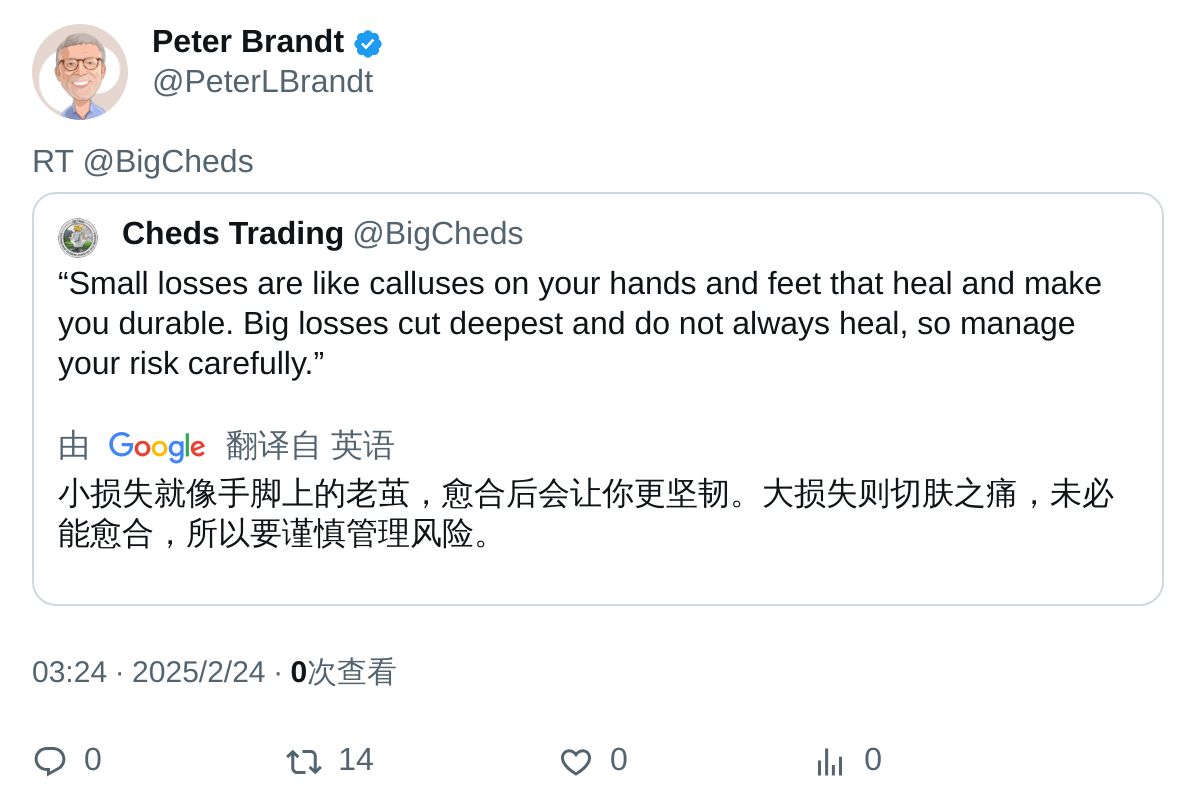 Peter Brandt
@PeterLBrandt
RT @BigCheds
Cheds Trading @BigCheds
“Small losses are like calluses on your hands and feet that heal and make
you durable. Big losses cut deepest and do not always heal, so manage
your risk carefully.”
由 Google 翻译自 英语
小损失就像手脚上的老茧，愈合后会让你更坚韧。大损失则切肤之痛，未必
能愈合，所以要谨慎管理风险。
03:24 · 2025/2/24 · 0次查看
0 14 0 0